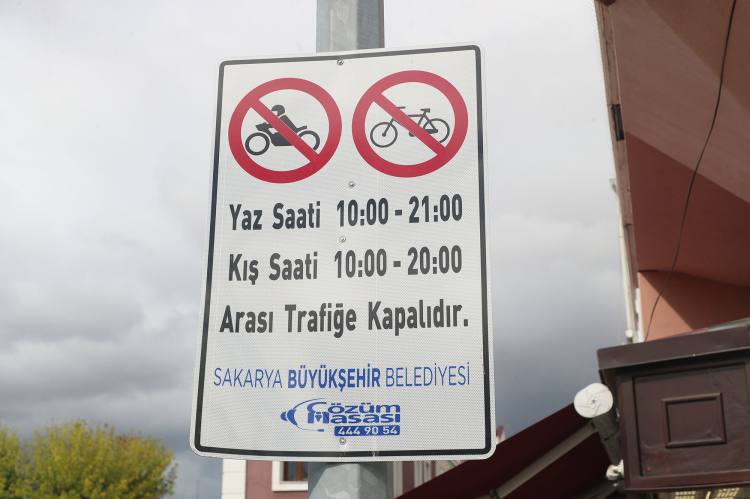 Yaz Saati 10:00 - 21:00
Kış Saati 10:00 - 20:00
Arası Trafiğe Kapalıdır.
SAKARYA BÜYÜKŞEHİR BELEDİYESİ
Çözüm
Masası
444 90 54